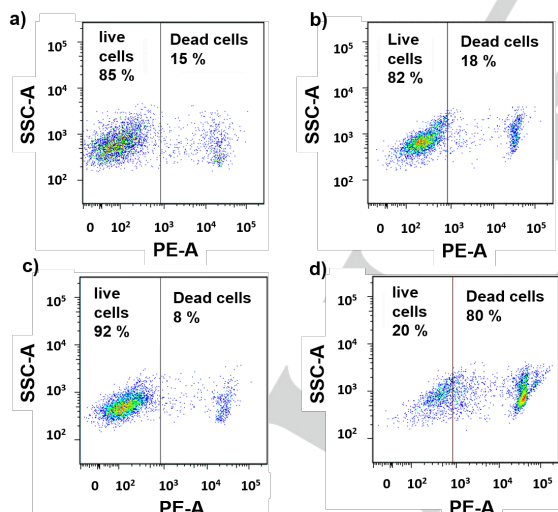 a)
live
cells
85 %
Dead cells
15 %
10⁵
10⁴
10³
10²
SSC-A
0 10² 10³ 10⁴ 10⁵
PE-A
b)
Live
cells
82 %
Dead cells
18 %
10⁵
10⁴
10³
10²
SSC-A
0 10² 10³ 10⁴ 10⁵
PE-A
c)
live
cells
92 %
Dead cells
8 %
10⁵
10⁴
10³
10²
SSC-A
0 10² 10³ 10⁴ 10⁵
PE-A
d)
live
cells
20 %
Dead cells
80 %
10⁵
10⁴
10³
10²
SSC-A
0 10² 10³ 10⁴ 10⁵
PE-A